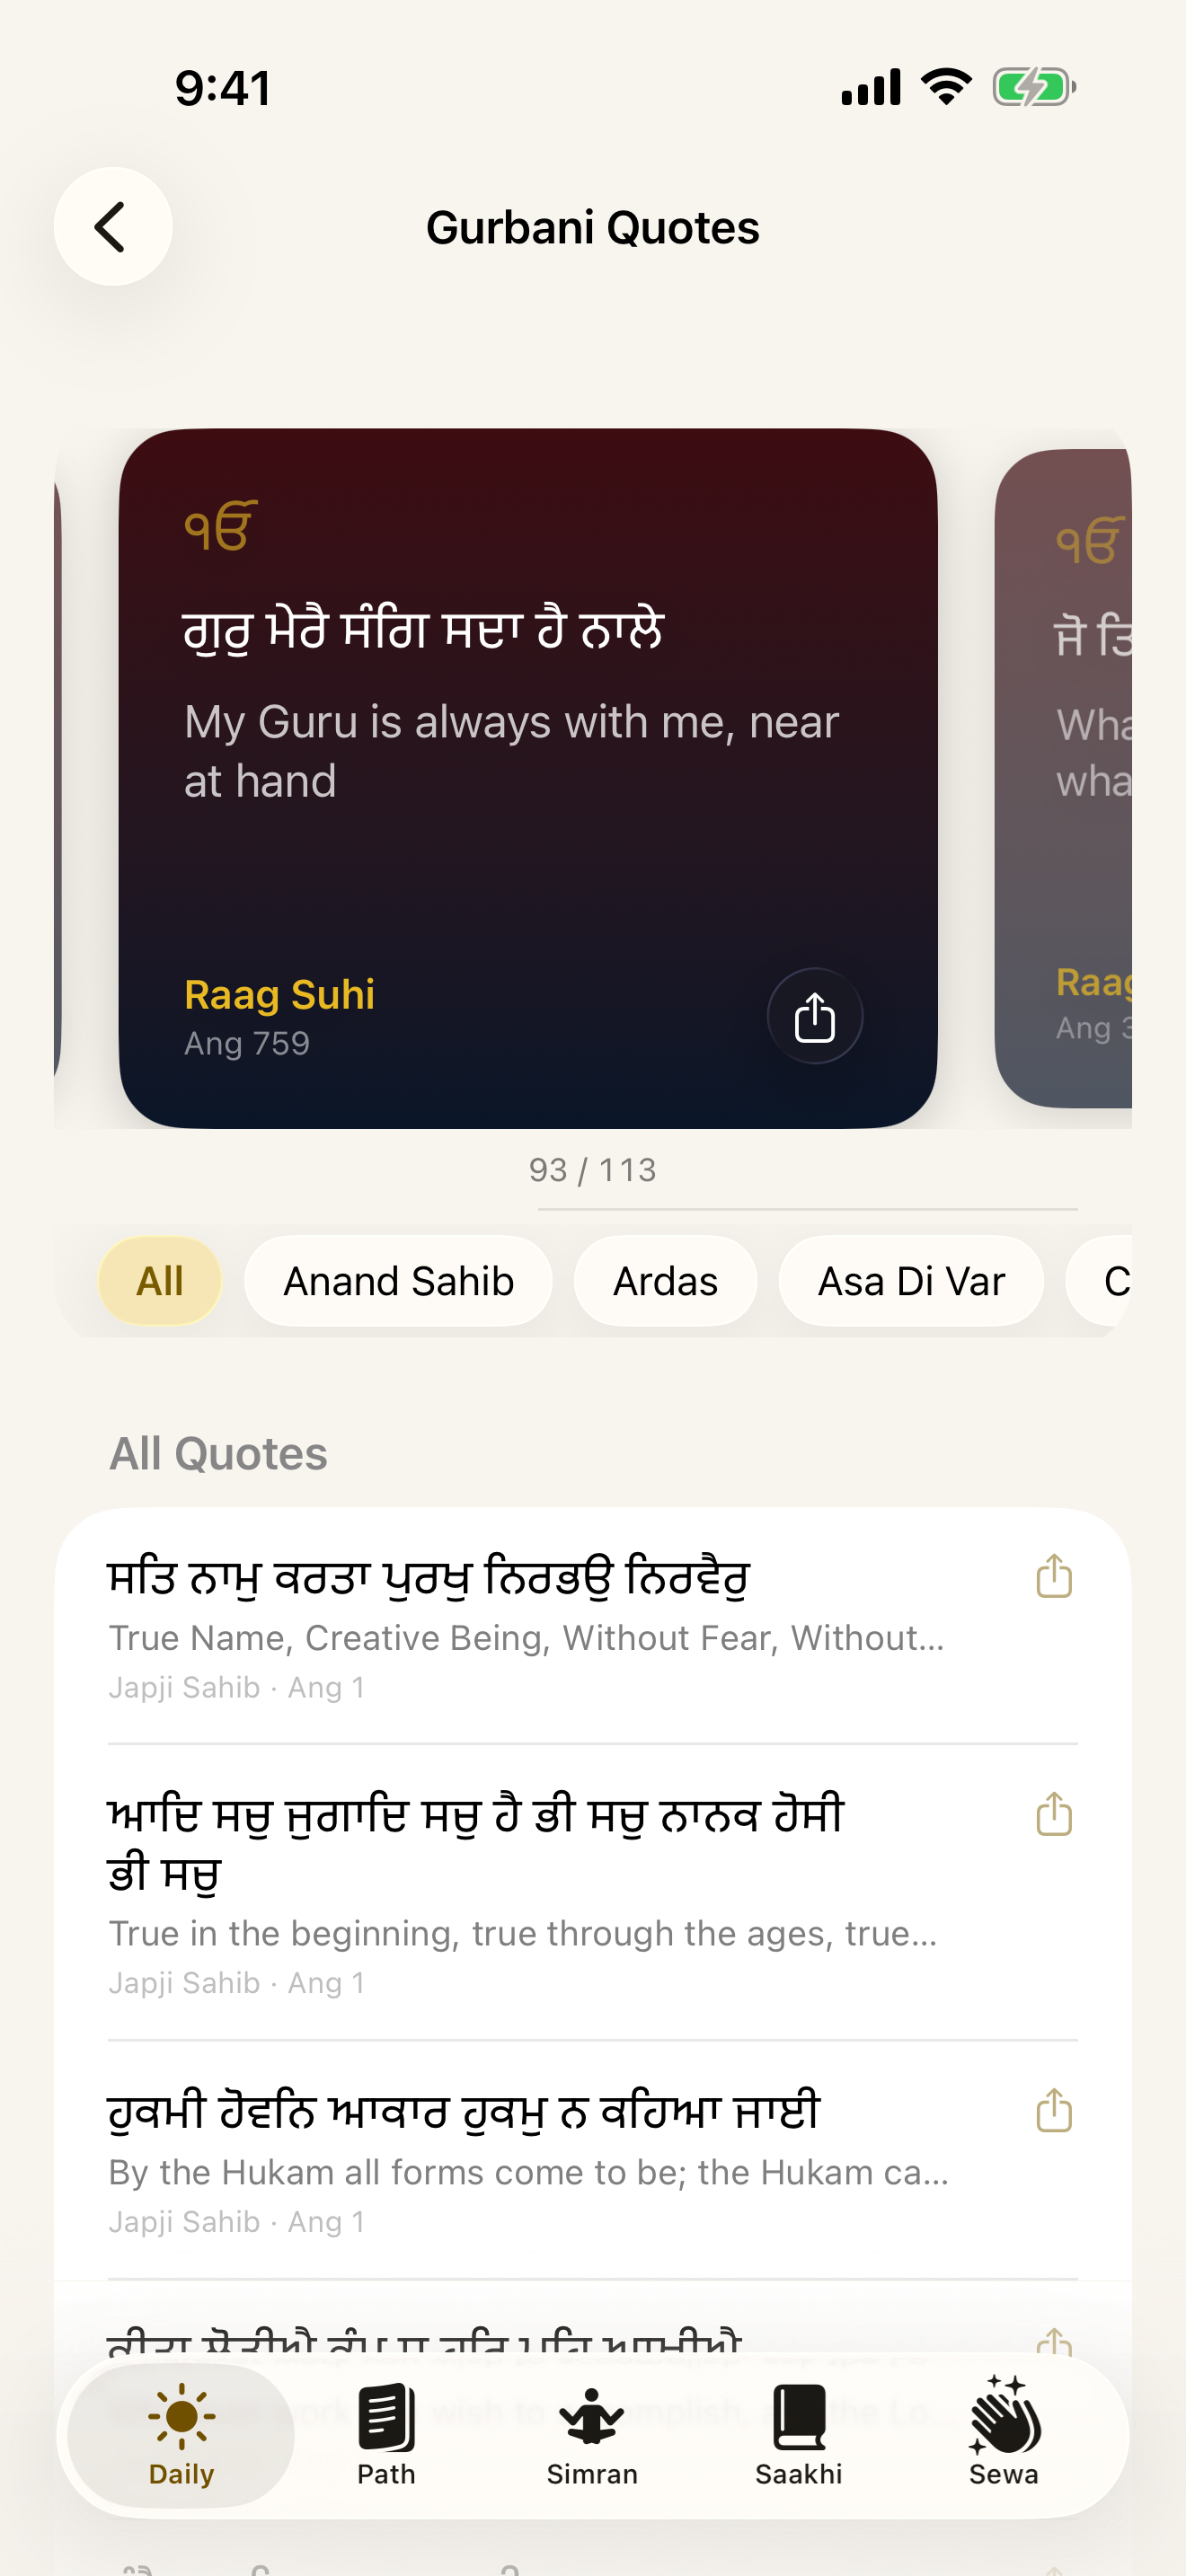 9:41
Gurbani Quotes
ੴ
ਗੁਰੁ ਮੇਰੈ ਸੰਗਿ ਸਦਾ ਹੈ ਨਾਲੇ
My Guru is always with me, near
at hand
Raag Suhi
Ang 759
ੴ
ਜੋ
Raag
Ang 3
93 / 113
All
Anand Sahib
Ardas
Asa Di Var
C
All Quotes
ਸਤਿ ਨਾਮੁ ਕਰਤਾ ਪੁਰਖੁ ਨਿਰਭਉ ਨਿਰਵੈਰੁ
True Name, Creative Being, Without Fear, Without...
Japji Sahib · Ang 1
ਆਦਿ ਸਚੁ ਜੁਗਾਦਿ ਸਚੁ ਹੈ ਭੀ ਸਚੁ ਨਾਨਕ ਹੋਸੀ
ਭੀ ਸਚੁ
True in the beginning, true through the ages, true...
Japji Sahib · Ang 1
ਹੁਕਮੀ ਹੋਵਨਿ ਆਕਾਰ ਹੁਕਮੁ ਨ ਕਹਿਆ ਜਾਈ
By the Hukam all forms come to be; the Hukam ca...
Japji Sahib · Ang 1
Daily
Path
Simran
Saakhi
Sewa